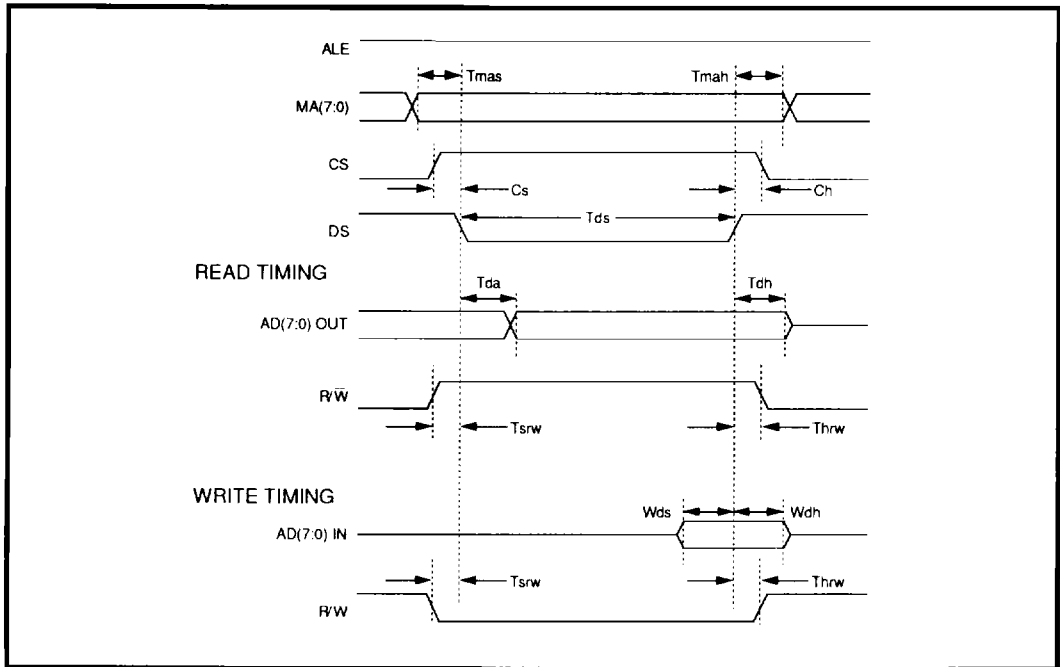 ALE
Tmas Tmah
MA(7:0)
CS
Cs Ch
Tds
DS
READ TIMING
Tda Tdh
AD(7:0) OUT
R/W̅
Tsrw Thrw
WRITE TIMING
Wds Wdh
AD(7:0) IN
Tsrw Thrw
R/W